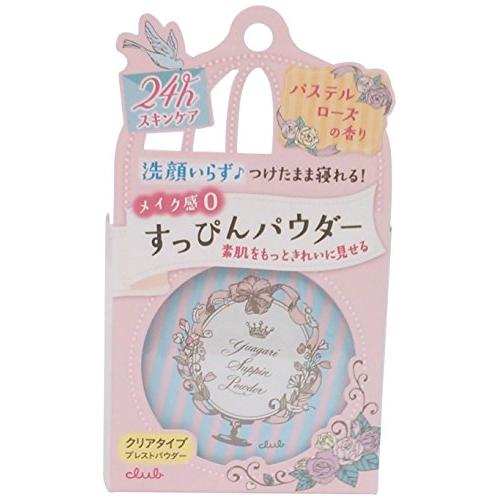 24h
スキンケア
パステル
ローズ
の香り
洗顔いらず♪つけたまま寝れる!
メイク感0
すっぴんパウダー
素肌をもっときれいに見せる
Yuagari
Suppin
Powder
club
クリアタイプ
プレストパウダー
club